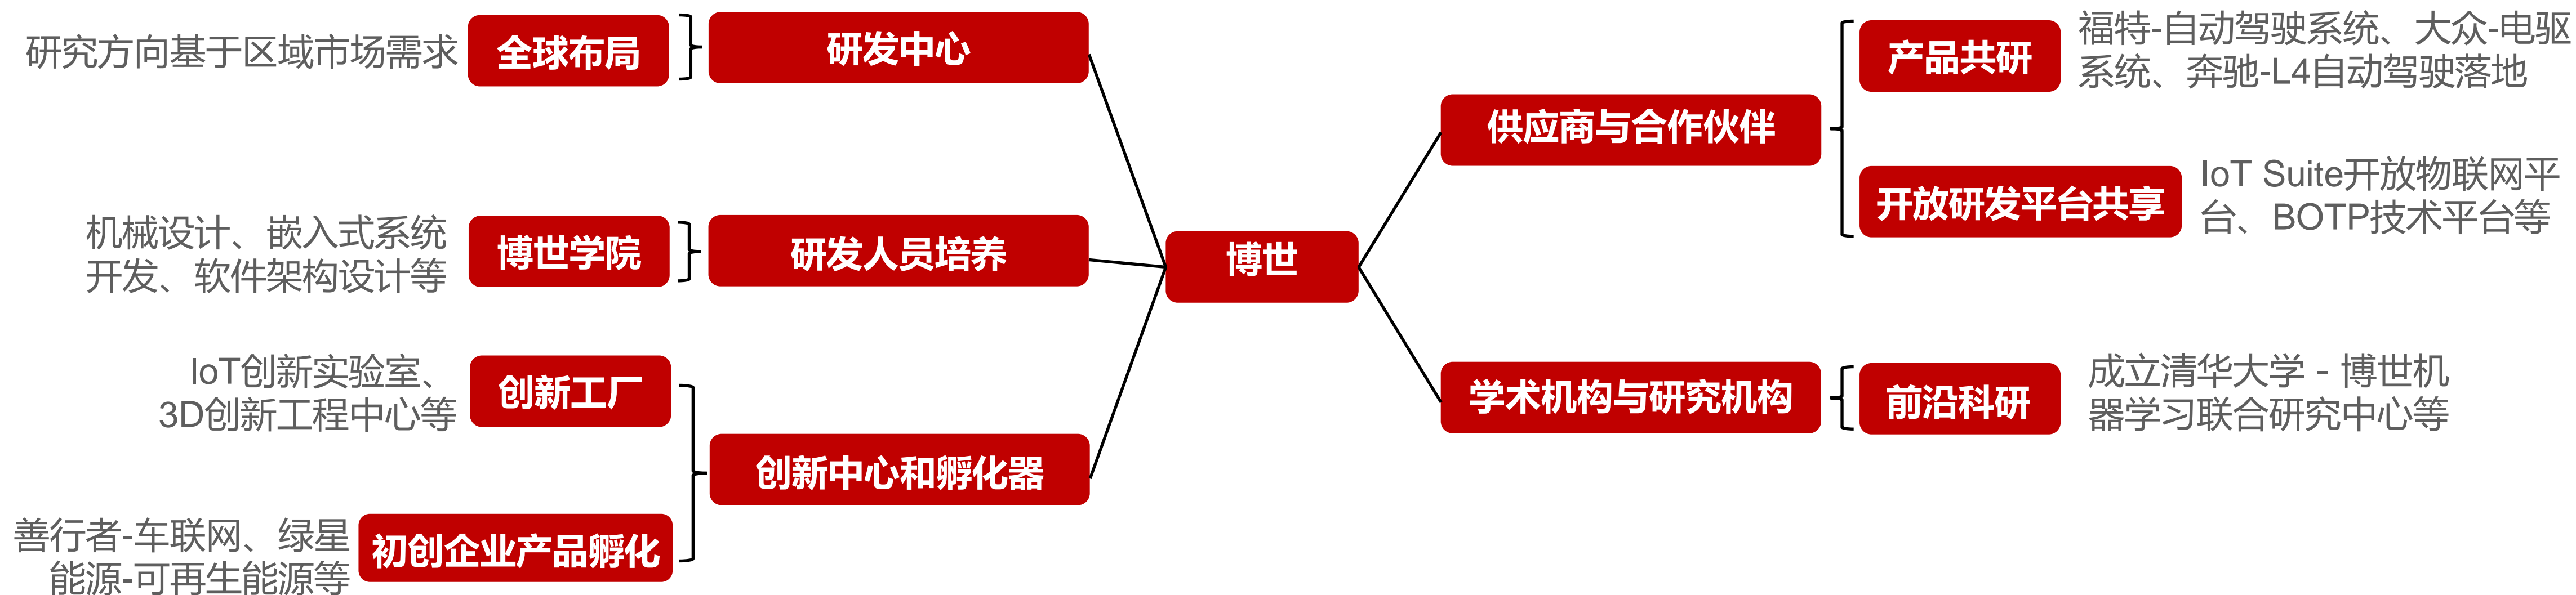 研究方向基于区域市场需求
全球布局
研发中心
机械设计、嵌入式系统
开发、软件架构设计等
博世学院
研发人员培养
IoT创新实验室、
3D创新工程中心等
创新工厂
创新中心和孵化器
善行者-车联网、绿星
能源-可再生能源等
初创企业产品孵化
博世
供应商与合作伙伴
产品共研
福特-自动驾驶系统、大众-电驱
系统、奔驰-L4自动驾驶落地
开放研发平台共享
IoT Suite开放物联网平
台、BOTP技术平台等
学术机构与研究机构
前沿科研
成立清华大学 - 博世机
器学习联合研究中心等